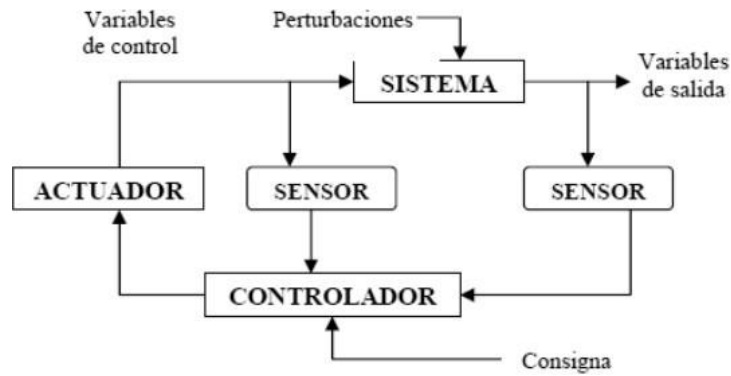 Variables
de control
Perturbaciones
Variables
de salida
SISTEMA
ACTUADOR
SENSOR
SENSOR
CONTROLADOR
Consigna